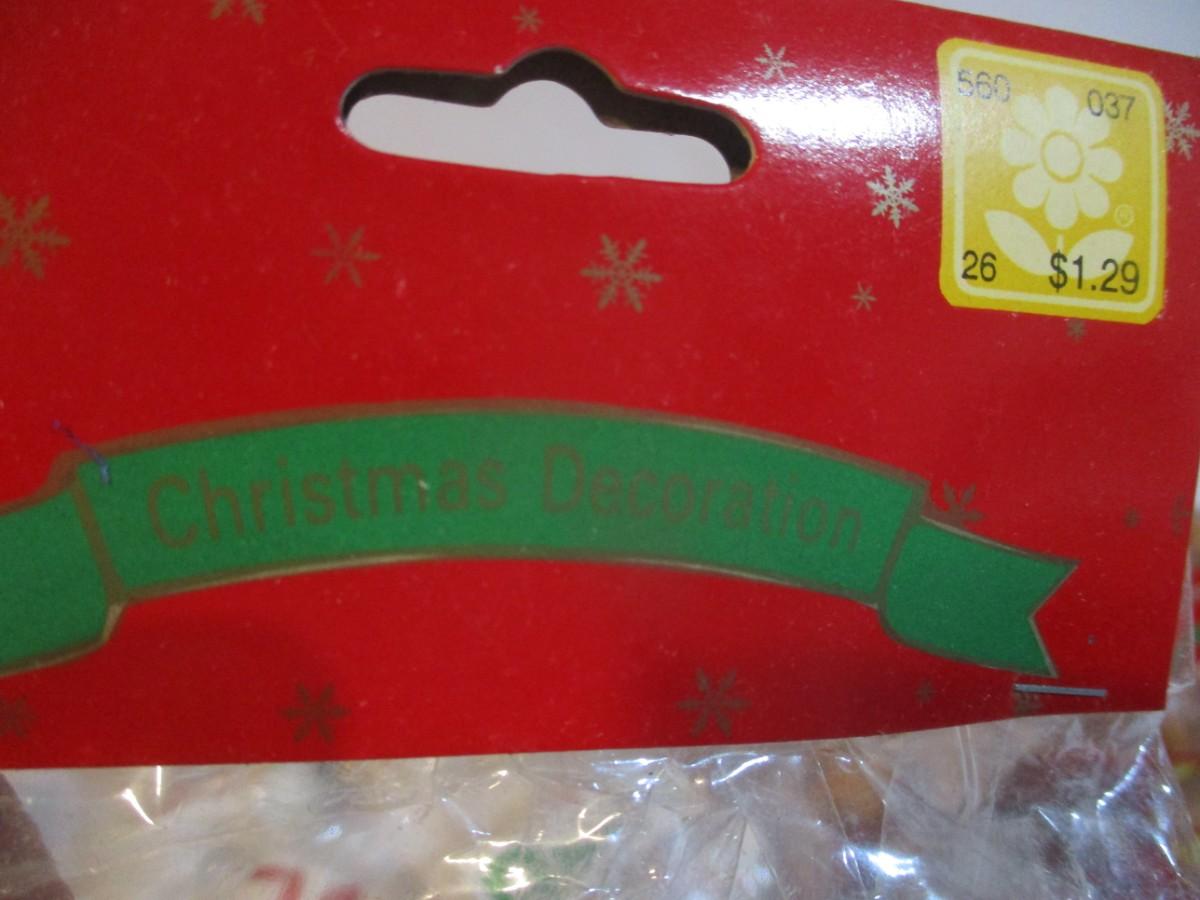 560 037
26 $1.29
Christmas Decoration